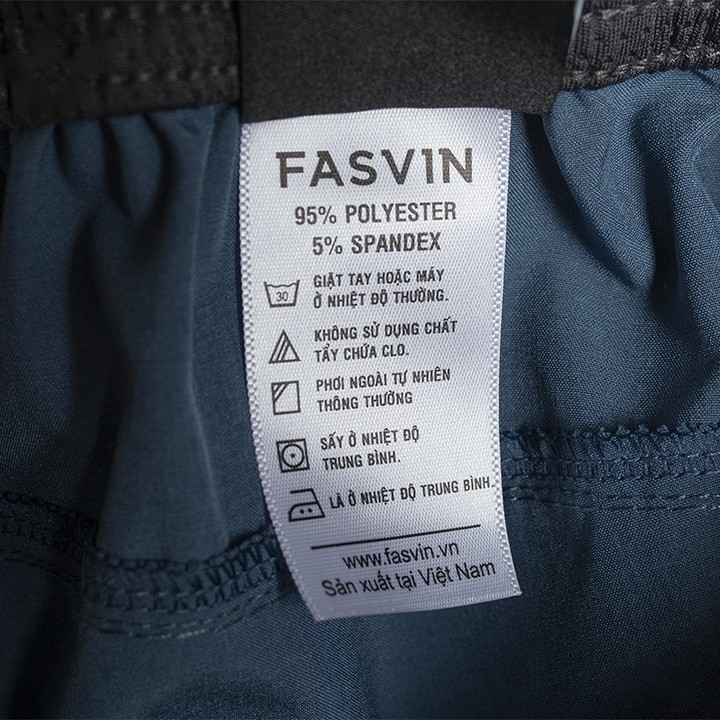 FASVIN
95% POLYESTER
5% SPANDEX
30
GIẶT TAY HOẶC MÁY
Ở NHIỆT ĐỘ THƯỜNG.
KHÔNG SỬ DỤNG CHẤT
TẨY CHỨA CLO.
PHƠI NGOÀI TỰ NHIÊN
THÔNG THƯỜNG
SẤY Ở NHIỆT ĐỘ
TRUNG BÌNH.
LÀ Ở NHIỆT ĐỘ TRUNG BÌNH.
www.fasvin.vn
Sản xuất tại Việt Nam